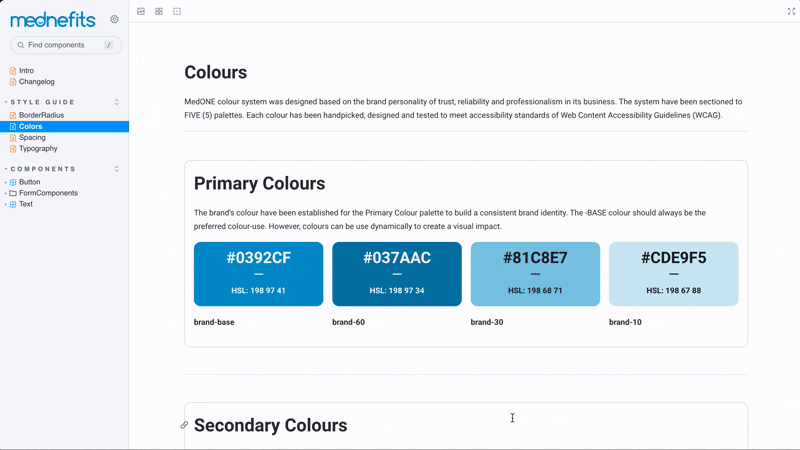 mednefits
Find components
/
Intro
Changelog
STYLE GUIDE
BorderRadius
Colors
Spacing
Typography
COMPONENTS
Button
FormComponents
Text
Colours
MedONE colour system was designed based on the brand personality of trust, reliability and professionalism in its business. The system have been sectioned to
FIVE (5) palettes. Each colour has been handpicked, designed and tested to meet accessibility standards of Web Content Accessibility Guidelines (WCAG).
Primary Colours
The brand's colour have been established for the Primary Colour palette to build a consistent brand identity. The -BASE colour should always be the
preferred colour-use. However, colours can be use dynamically to create a visual impact.
#0392CF
—
HSL: 198 97 41
brand-base
#037AAC
—
HSL: 198 97 34
brand-60
#81C8E7
—
HSL: 198 68 71
brand-30
#CDE9F5
—
HSL: 198 67 88
brand-10
Secondary Colours